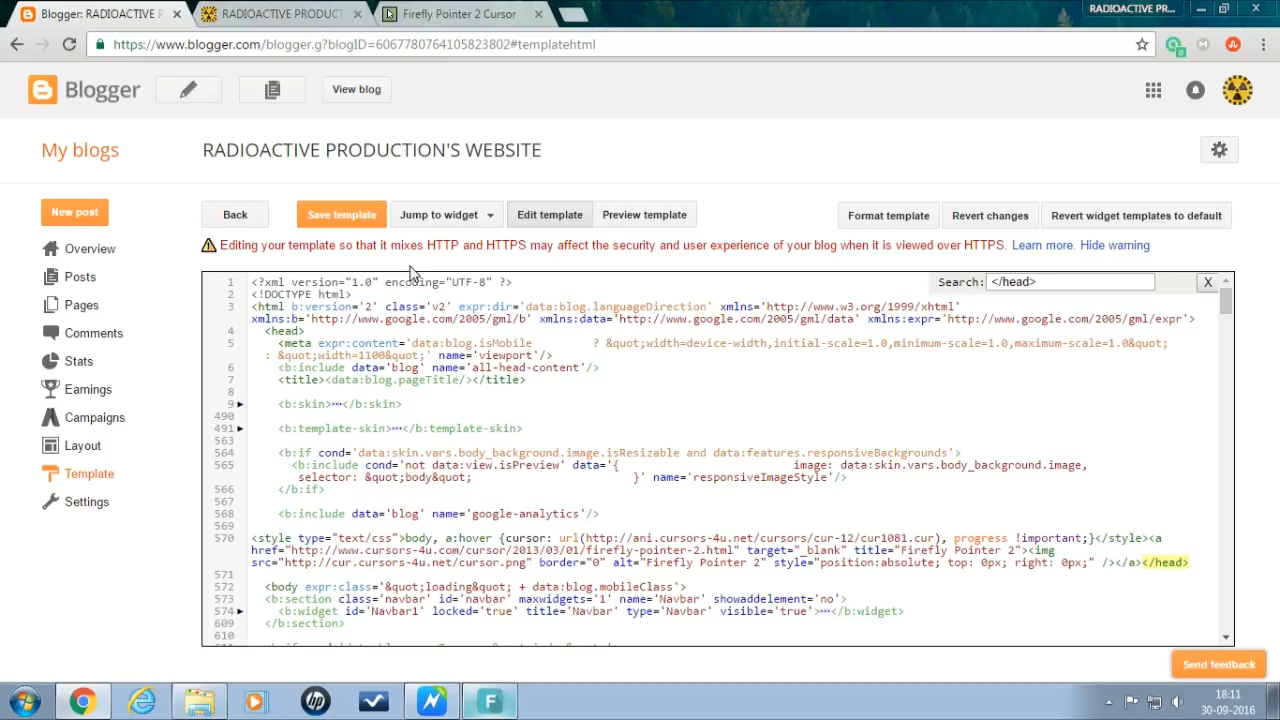 Blogger: RADIOACTIVE P
RADIOACTIVE PRODUCT
Firefly Pointer 2 Cursor
RADIOACTIVE PR...
https://www.blogger.com/blogger.g?blogID=6067780764105823802#templatehtml
Blogger
View blog
My blogs
RADIOACTIVE PRODUCTION'S WEBSITE
New post
Back
Save template
Jump to widget
Edit template
Preview template
Format template
Revert changes
Revert widget templates to default
Editing your template so that it mixes HTTP and HTTPS may affect the security and user experience of your blog when it is viewed over HTTPS. Learn more. Hide warning
Overview
Posts
Pages
Comments
Stats
Earnings
Campaigns
Layout
Template
Settings
Search: </head>
X
1 <?xml version="1.0" encoding="UTF-8" ?>
2 <!DOCTYPE html>
3 <html b:version='2' class='v2' expr:dir='data:blog.languageDirection' xmlns='http://www.w3.org/1999/xhtml'
xmlns:b='http://www.google.com/2005/gml/b' xmlns:data='http://www.google.com/2005/gml/data' xmlns:expr='http://www.google.com/2005/gml/expr'>
4 <head>
5 <meta expr:content='data:blog.isMobile ? &quot;width=device-width,initial-scale=1.0,minimum-scale=1.0,maximum-scale=1.0&quot;
: &quot;width=1100&quot;' name='viewport'/>
6 <b:include data='blog' name='all-head-content'/>
7 <title><data:blog.pageTitle/></title>
8
9 <b:skin>⋯</b:skin>
490
491 <b:template-skin>⋯</b:template-skin>
563
564 <b:if cond='data:skin.vars.body_background.image.isResizable and data:features.responsiveBackgrounds'>
565 <b:include cond='not data:view.isPreview' data='{ image: data:skin.vars.body_background.image,
selector: &quot;body&quot; }' name='responsiveImageStyle'/>
566 </b:if>
567
568 <b:include data='blog' name='google-analytics'/>
569
570 <style type="text/css">body, a:hover {cursor: url(http://ani.cursors-4u.net/cursors/cur-12/cur1081.cur), progress !important;}</style><a
href="http://www.cursors-4u.com/cursor/2013/03/01/firefly-pointer-2.html" target="_blank" title="Firefly Pointer 2"><img
src="http://cur.cursors-4u.net/cursor.png" border="0" alt="Firefly Pointer 2" style="position:absolute; top: 0px; right: 0px;" /></a></head>
571
572 <body expr:class='&quot;loading&quot; + data:blog.mobileClass'>
573 <b:section class='navbar' id='navbar' maxwidgets='1' name='Navbar' showaddelement='no'>
574 <b:widget id='Navbar1' locked='true' title='Navbar' type='Navbar' visible='true'>⋯</b:widget>
609 </b:section>
610
Send feedback
18:11
30-09-2016